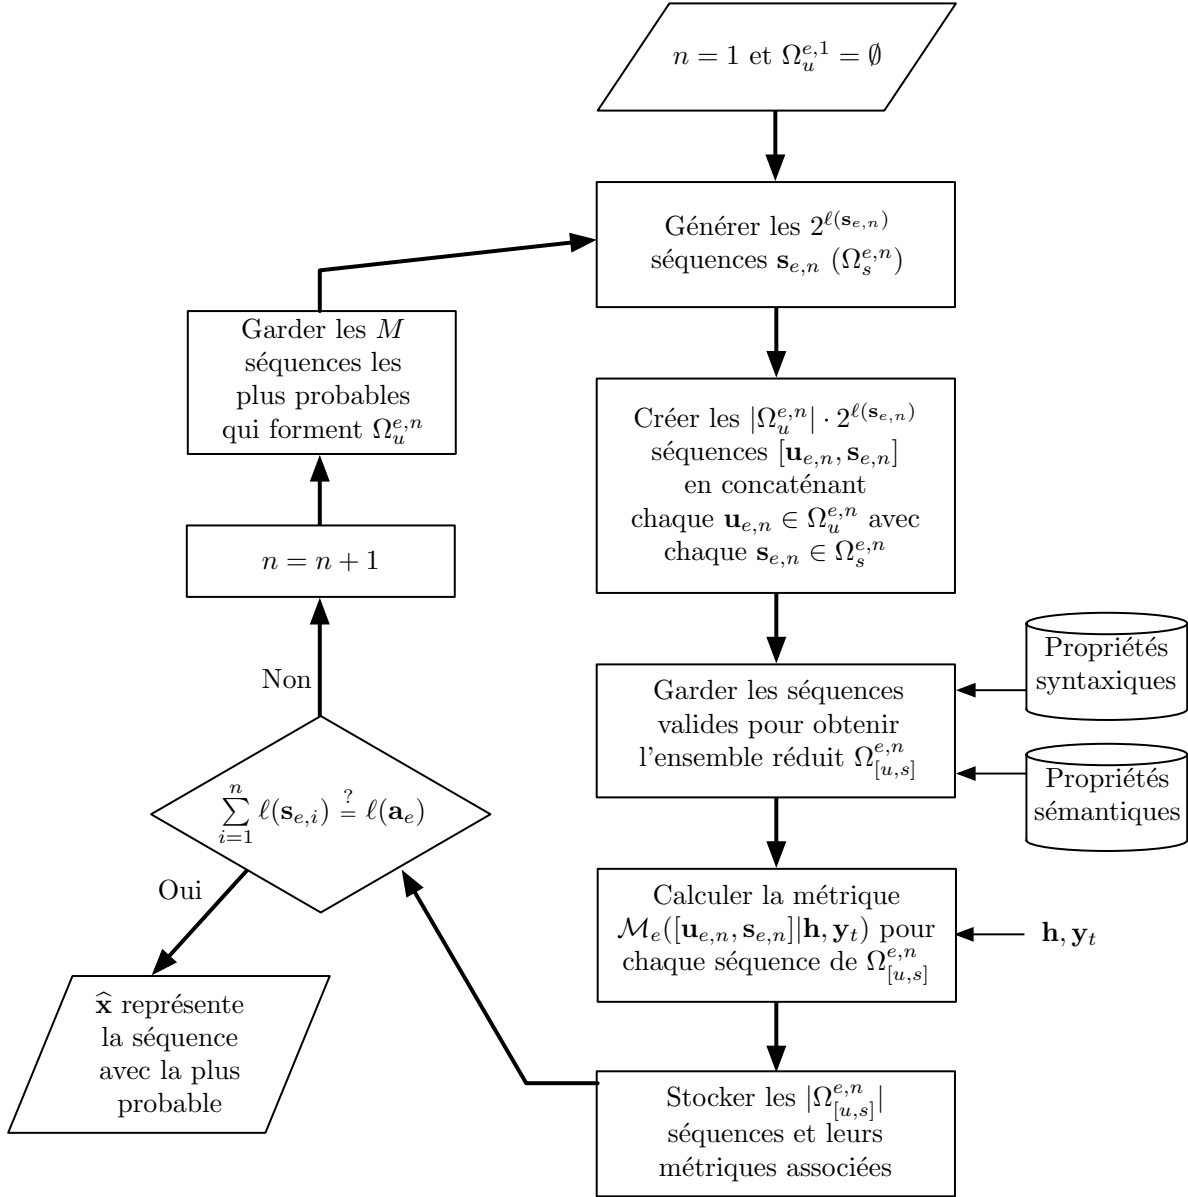 n = 1 et Ω_u^{e,1} = ∅
Générer les 2^{ℓ(s_{e,n})}
séquences s_{e,n} (Ω_s^{e,n})
Créer les |Ω_u^{e,n}| · 2^{ℓ(s_{e,n})}
séquences [u_{e,n}, s_{e,n}]
en concaténant
chaque u_{e,n} ∈ Ω_u^{e,n} avec
chaque s_{e,n} ∈ Ω_s^{e,n}
Garder les séquences
valides pour obtenir
l'ensemble réduit Ω_{[u,s]}^{e,n}
Propriétés
syntaxiques
Propriétés
sémantiques
Calculer la métrique
ℳ_e([u_{e,n}, s_{e,n}]|h, y_t) pour
chaque séquence de Ω_{[u,s]}^{e,n}
h, y_t
Stocker les |Ω_{[u,s]}^{e,n}|
séquences et leurs
métriques associées
∑_{i=1}^{n} ℓ(s_{e,i}) ≟ ℓ(a_e)
Non
Oui
n = n + 1
Garder les M
séquences les
plus probables
qui forment Ω_u^{e,n}
x̂ représente
la séquence
avec la plus
probable